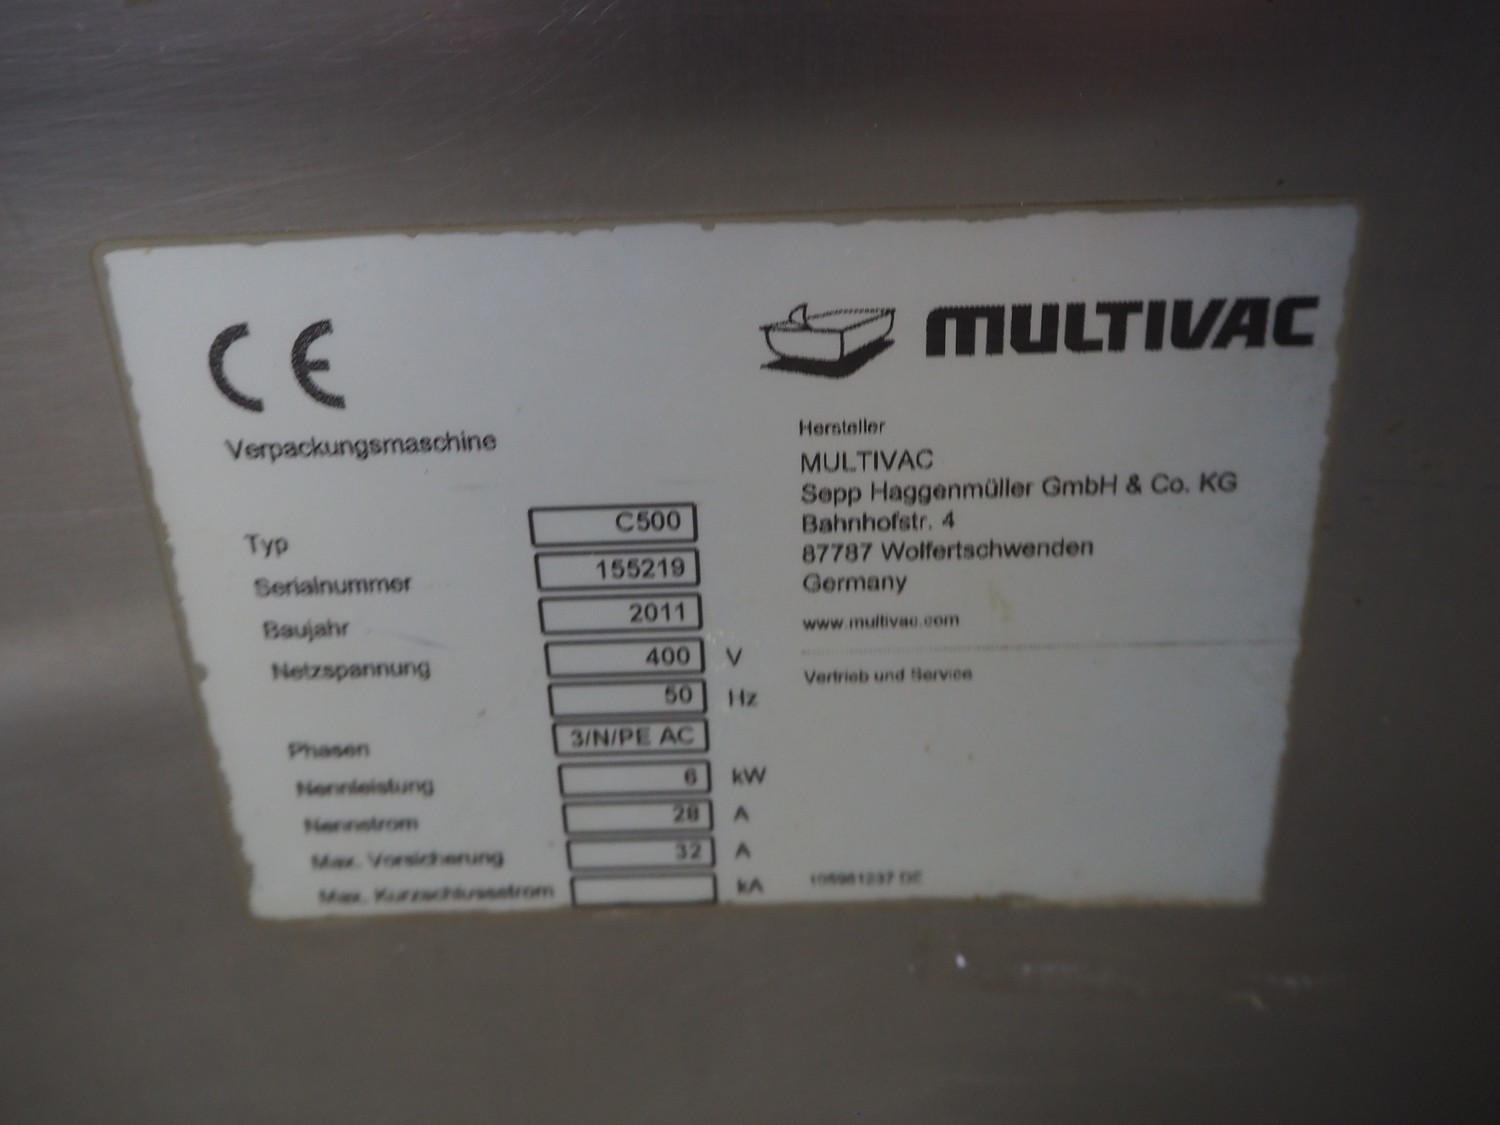 CE
Verpackungsmaschine
Typ C500
Serialnummer 155219
Baujahr 2011
Netzspannung 400 V
50 Hz
Phasen 3/N/PE AC
Nennleistung 6 kW
Nennstrom 28 A
Max. Vorsicherung 32 A
Max. Kurzschlussstrom kA
MULTIVAC
Hersteller
MULTIVAC
Sepp Haggenmüller GmbH & Co. KG
Bahnhofstr. 4
87787 Wolfertschwenden
Germany
www.multivac.com
Vertrieb und Service
DE